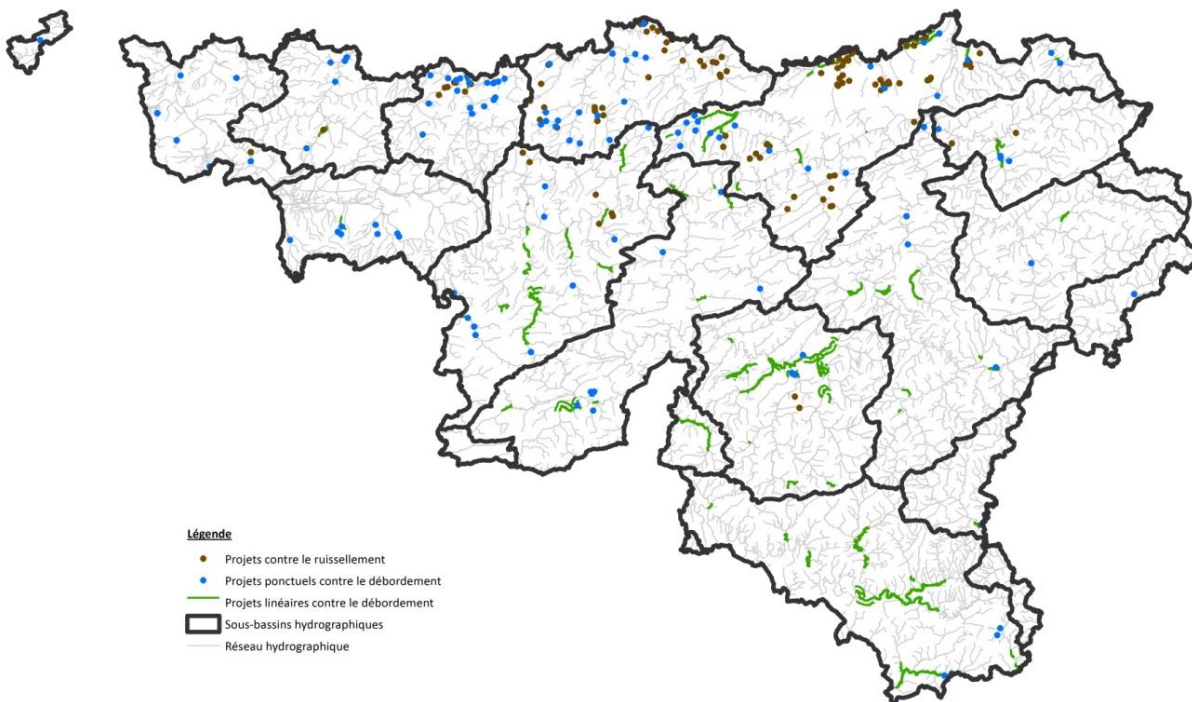 Légende
Projets contre le ruissellement
Projets ponctuels contre le débordement
Projets linéaires contre le débordement
Sous-bassins hydrographiques
Réseau hydrographique